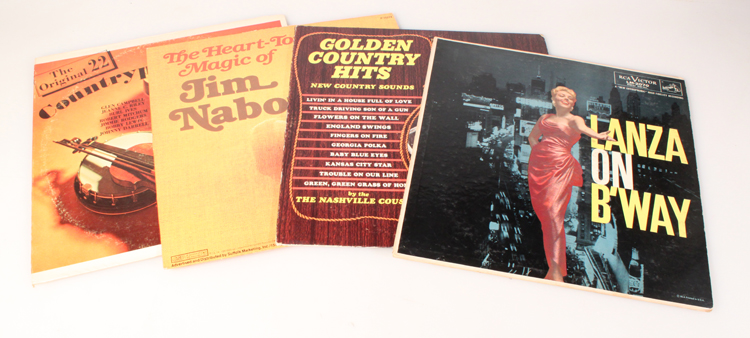 The
Original 22
Country
The Heart-To
Magic of
Jim
Nabo
GOLDEN
COUNTRY
HITS
NEW COUNTRY SOUNDS
LIVIN' IN A HOUSE FULL OF LOVE
TRUCK DRIVING SON OF A GUN
FLOWERS ON THE WALL
ENGLAND SWINGS
FINGERS ON FIRE
GEORGIA POLKA
BABY BLUE EYES
KANSAS CITY STAR
TROUBLE ON OUR LINE
GREEN, GREEN GRASS OF HO
by the
THE NASHVILLE COUS
RCA VICTOR
LANZA
ON
B'WAY